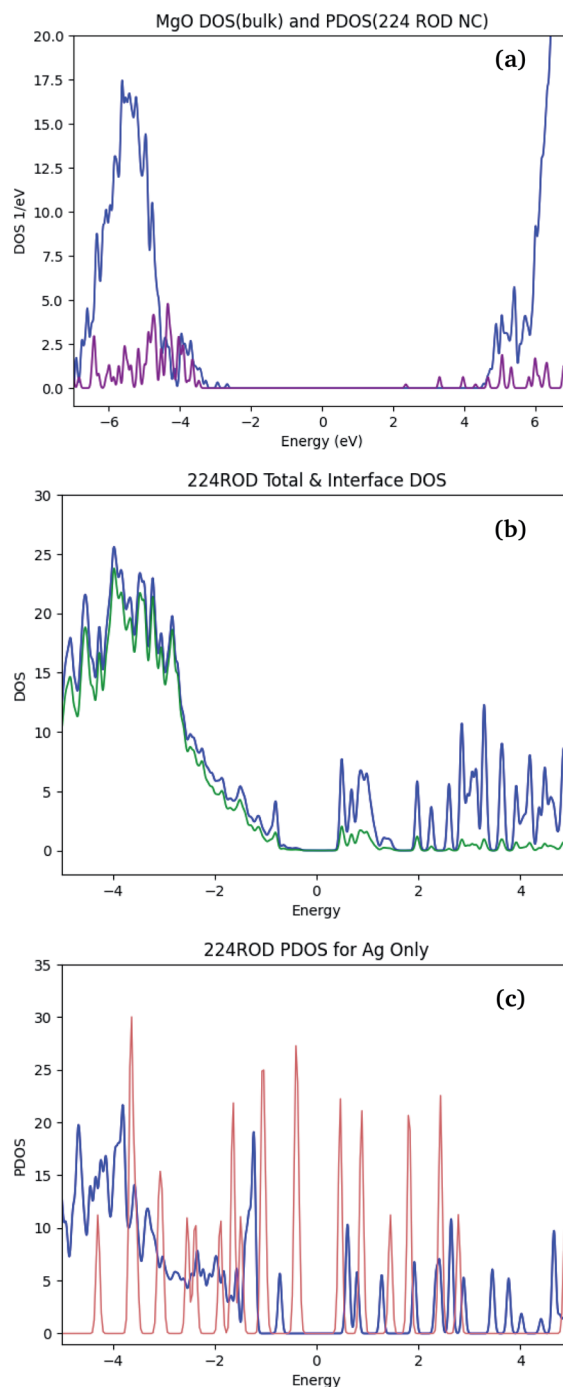 MgO DOS(bulk) and PDOS(224 ROD NC)
(a)
20.0
17.5
15.0
12.5
10.0
7.5
5.0
2.5
0.0
DOS 1/eV
−6 −4 −2 0 2 4 6
Energy (eV)
224ROD Total & Interface DOS
(b)
30
25
20
15
10
5
0
DOS
−4 −2 0 2 4
Energy
224ROD PDOS for Ag Only
(c)
35
30
25
20
15
10
5
0
PDOS
−4 −2 0 2 4
Energy